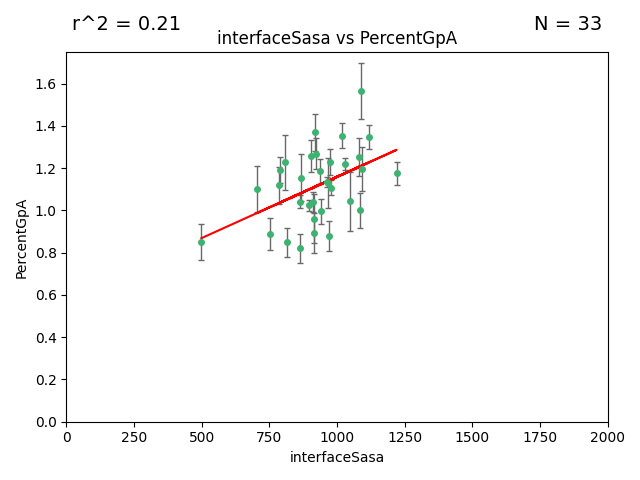 r^2 = 0.21
N = 33
interfaceSasa vs PercentGpA
PercentGpA
1.6
1.4
1.2
1.0
0.8
0.6
0.4
0.2
0.0
0 250 500 750 1000 1250 1500 1750 2000
interfaceSasa